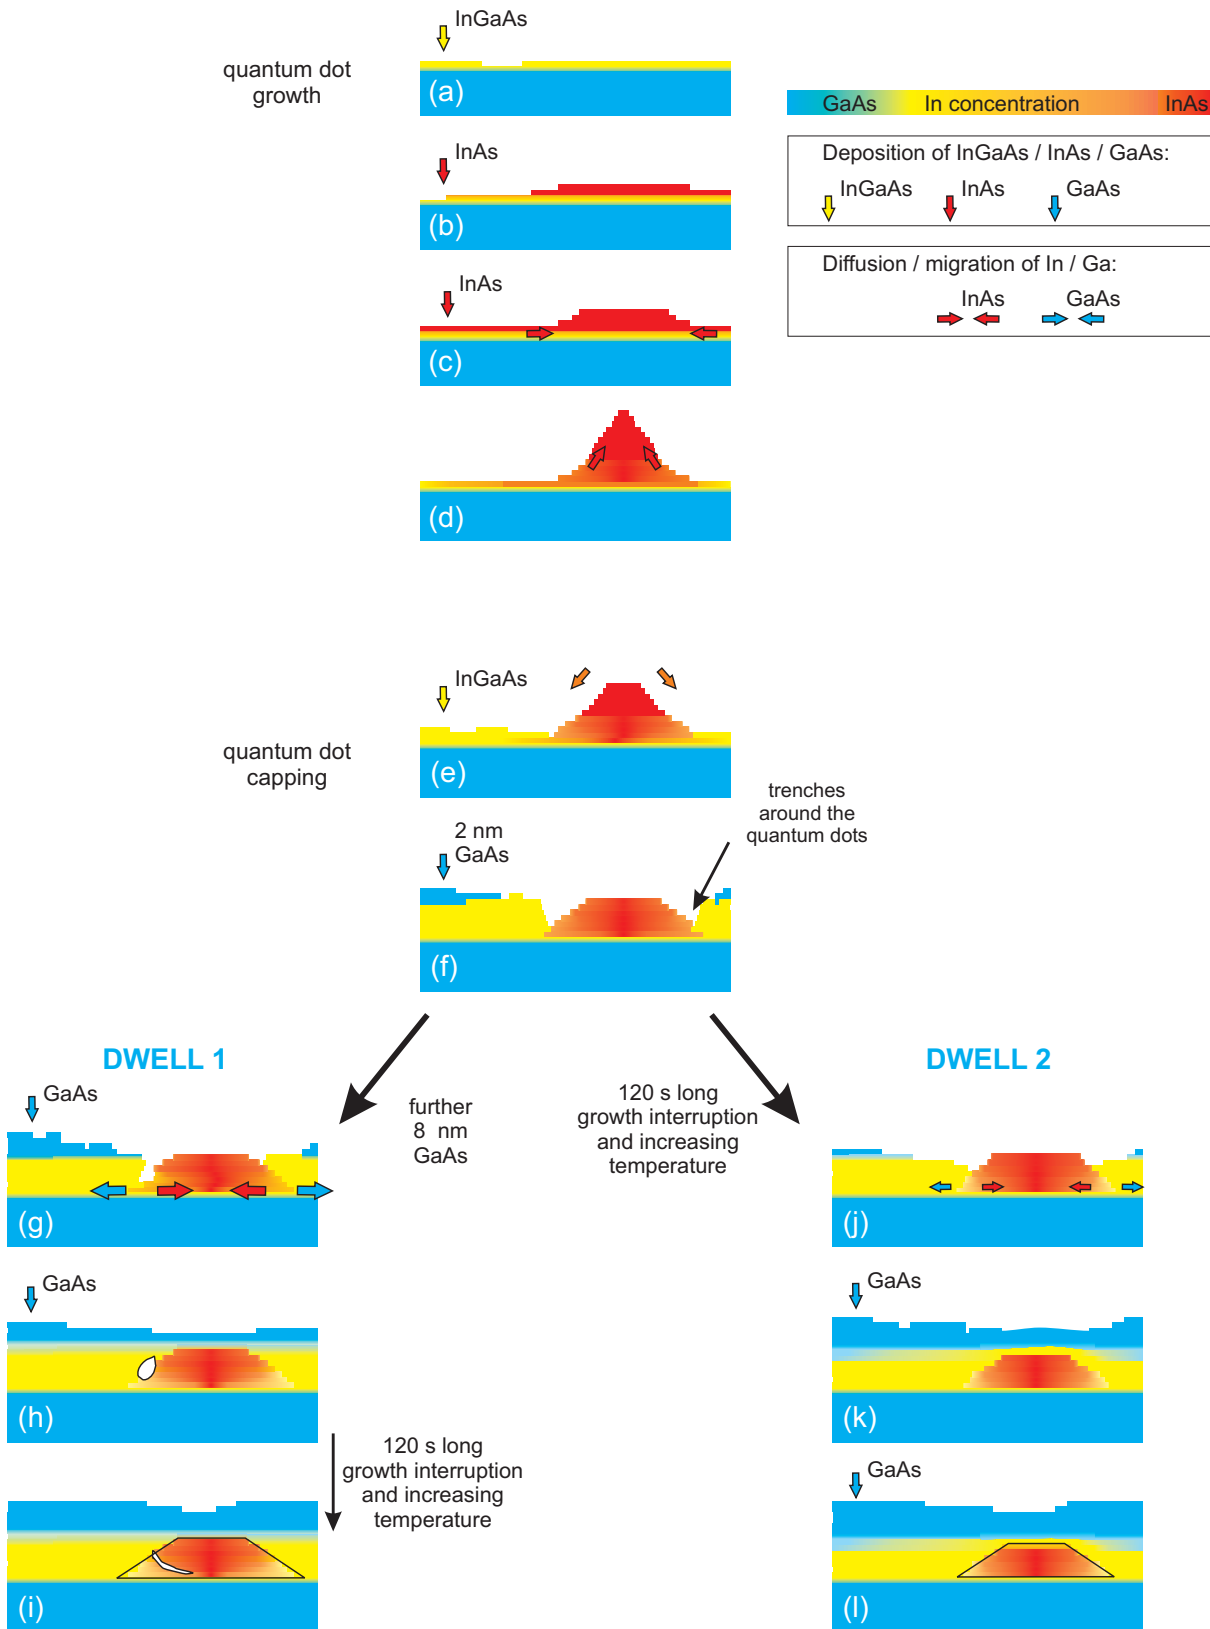 InGaAs
quantum dot
growth
(a)
GaAs In concentration InAs
Deposition of InGaAs / InAs / GaAs:
InGaAs InAs GaAs
InAs
(b)
Diffusion / migration of In / Ga:
InAs GaAs
InAs
(c)
(d)
InGaAs
quantum dot
capping
(e)
trenches
around the
quantum dots
2 nm
GaAs
(f)
DWELL 1
GaAs
further
8 nm
GaAs
(g)
GaAs
(h)
120 s long
growth interruption
and increasing
temperature
(i)
DWELL 2
120 s long
growth interruption
and increasing
temperature
(j)
GaAs
(k)
GaAs
(l)